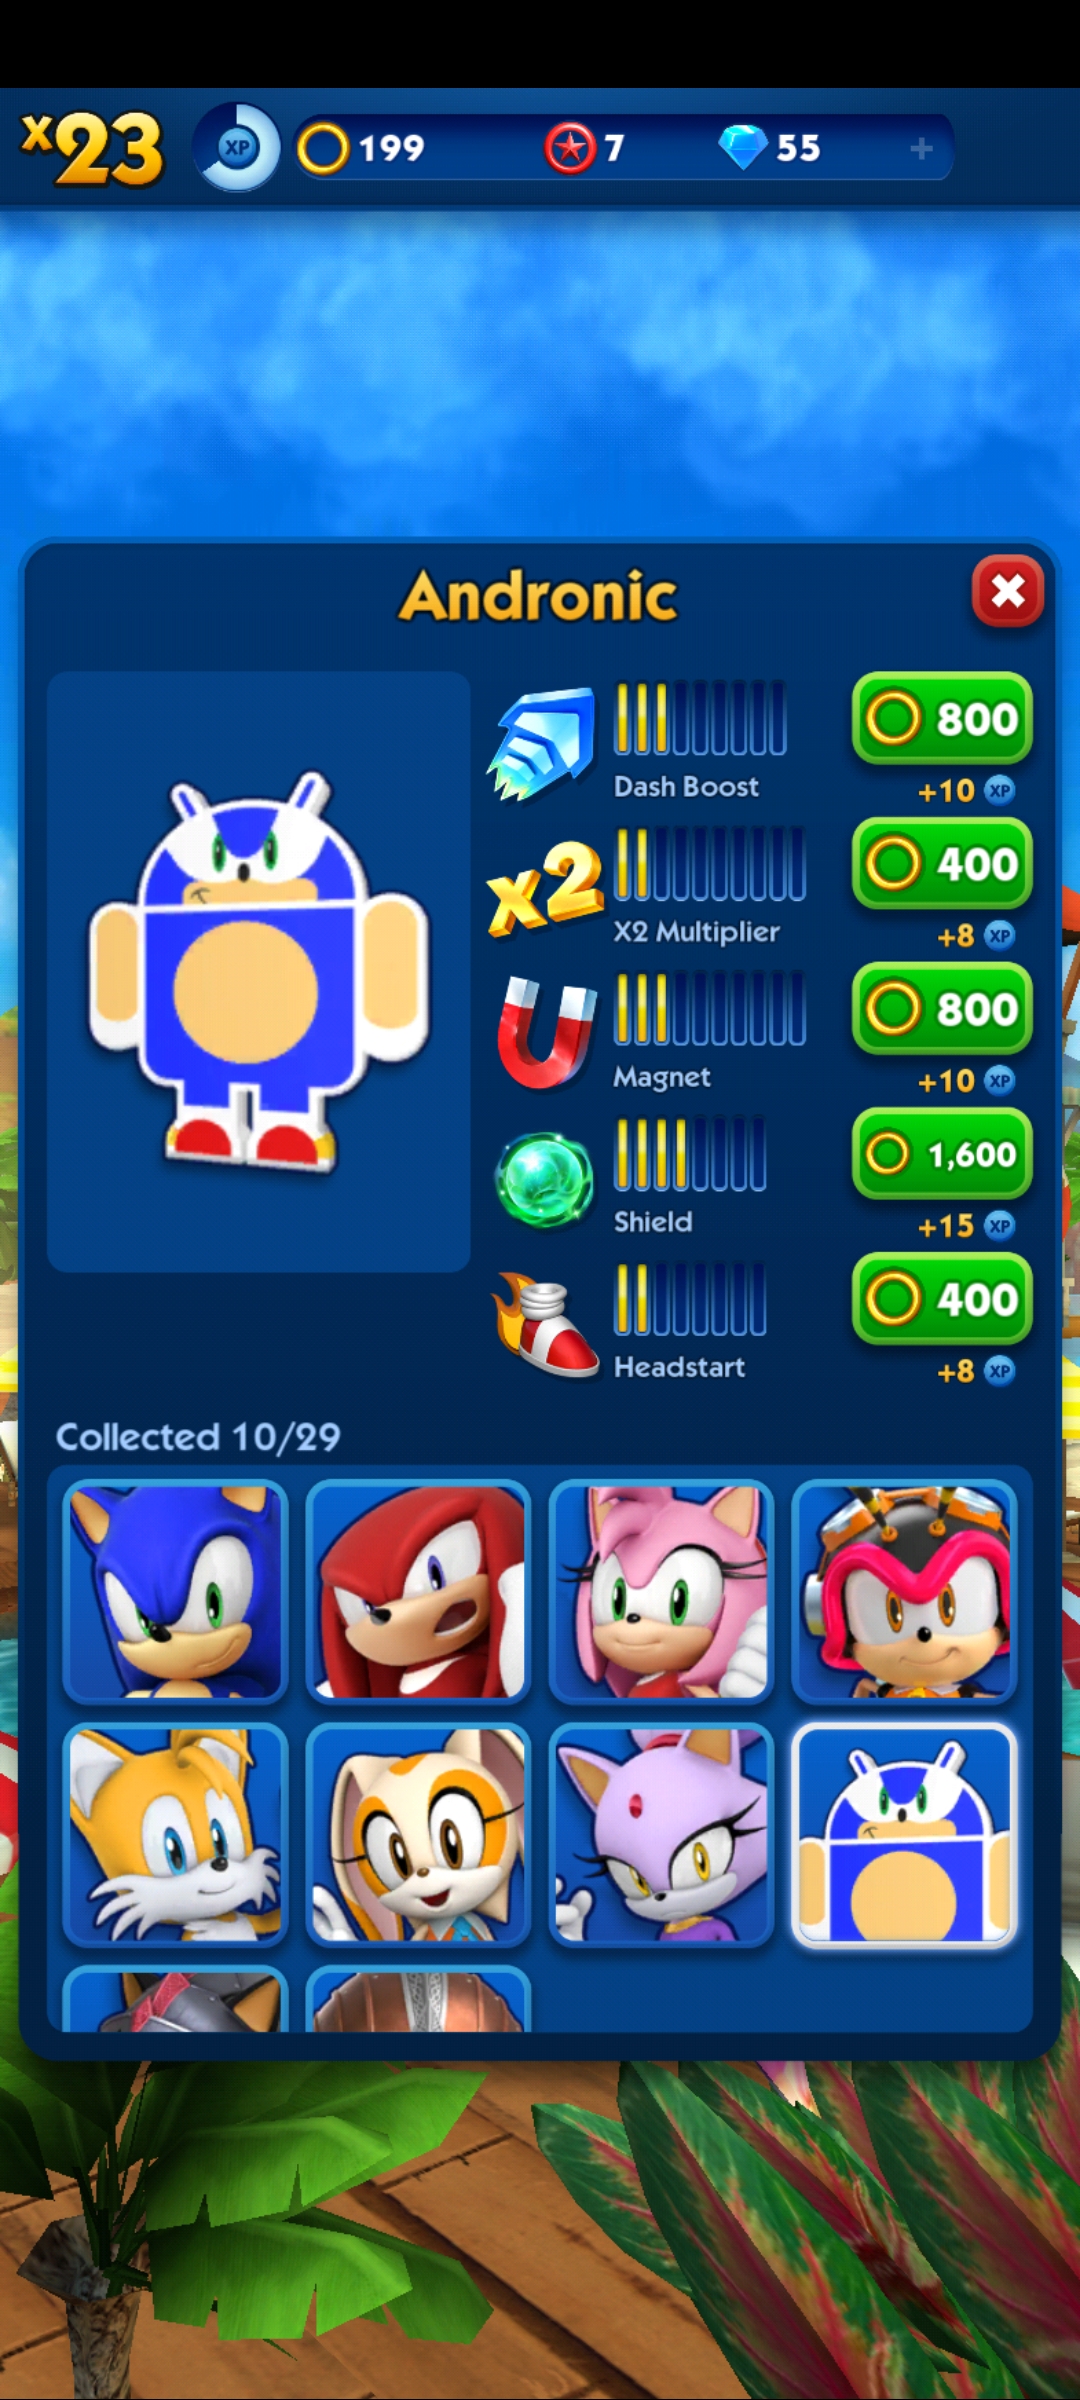 x23 XP 199 7 55 +
Andronic
800
Dash Boost
+10 XP
x2
400
X2 Multiplier
+8 XP
800
Magnet
+10 XP
1,600
Shield
+15 XP
400
Headstart
+8 XP
Collected 10/29